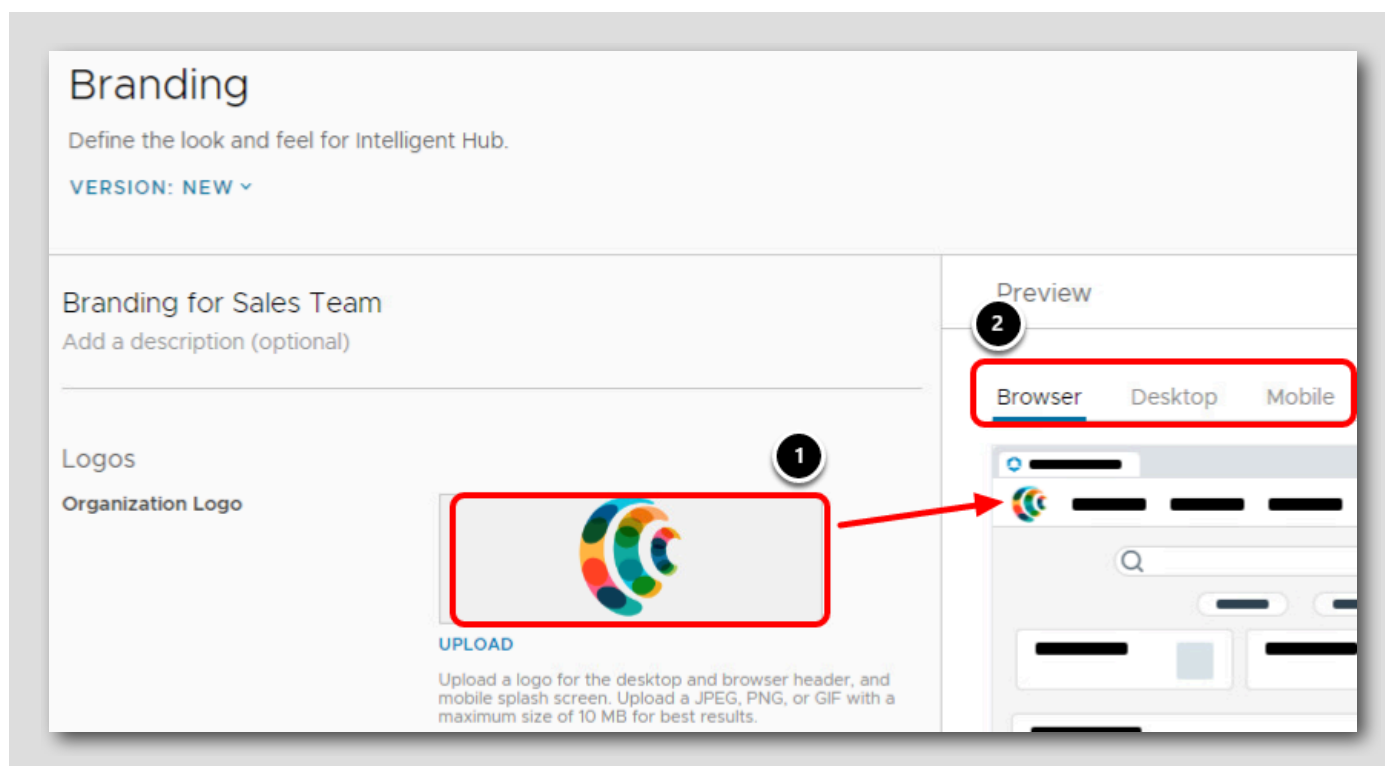 Branding
Define the look and feel for Intelligent Hub.
VERSION: NEW
Branding for Sales Team
Add a description (optional)
Logos
Organization Logo
1
UPLOAD
Upload a logo for the desktop and browser header, and
mobile splash screen. Upload a JPEG, PNG, or GIF with a
maximum size of 10 MB for best results.
Preview
2
Browser Desktop Mobile